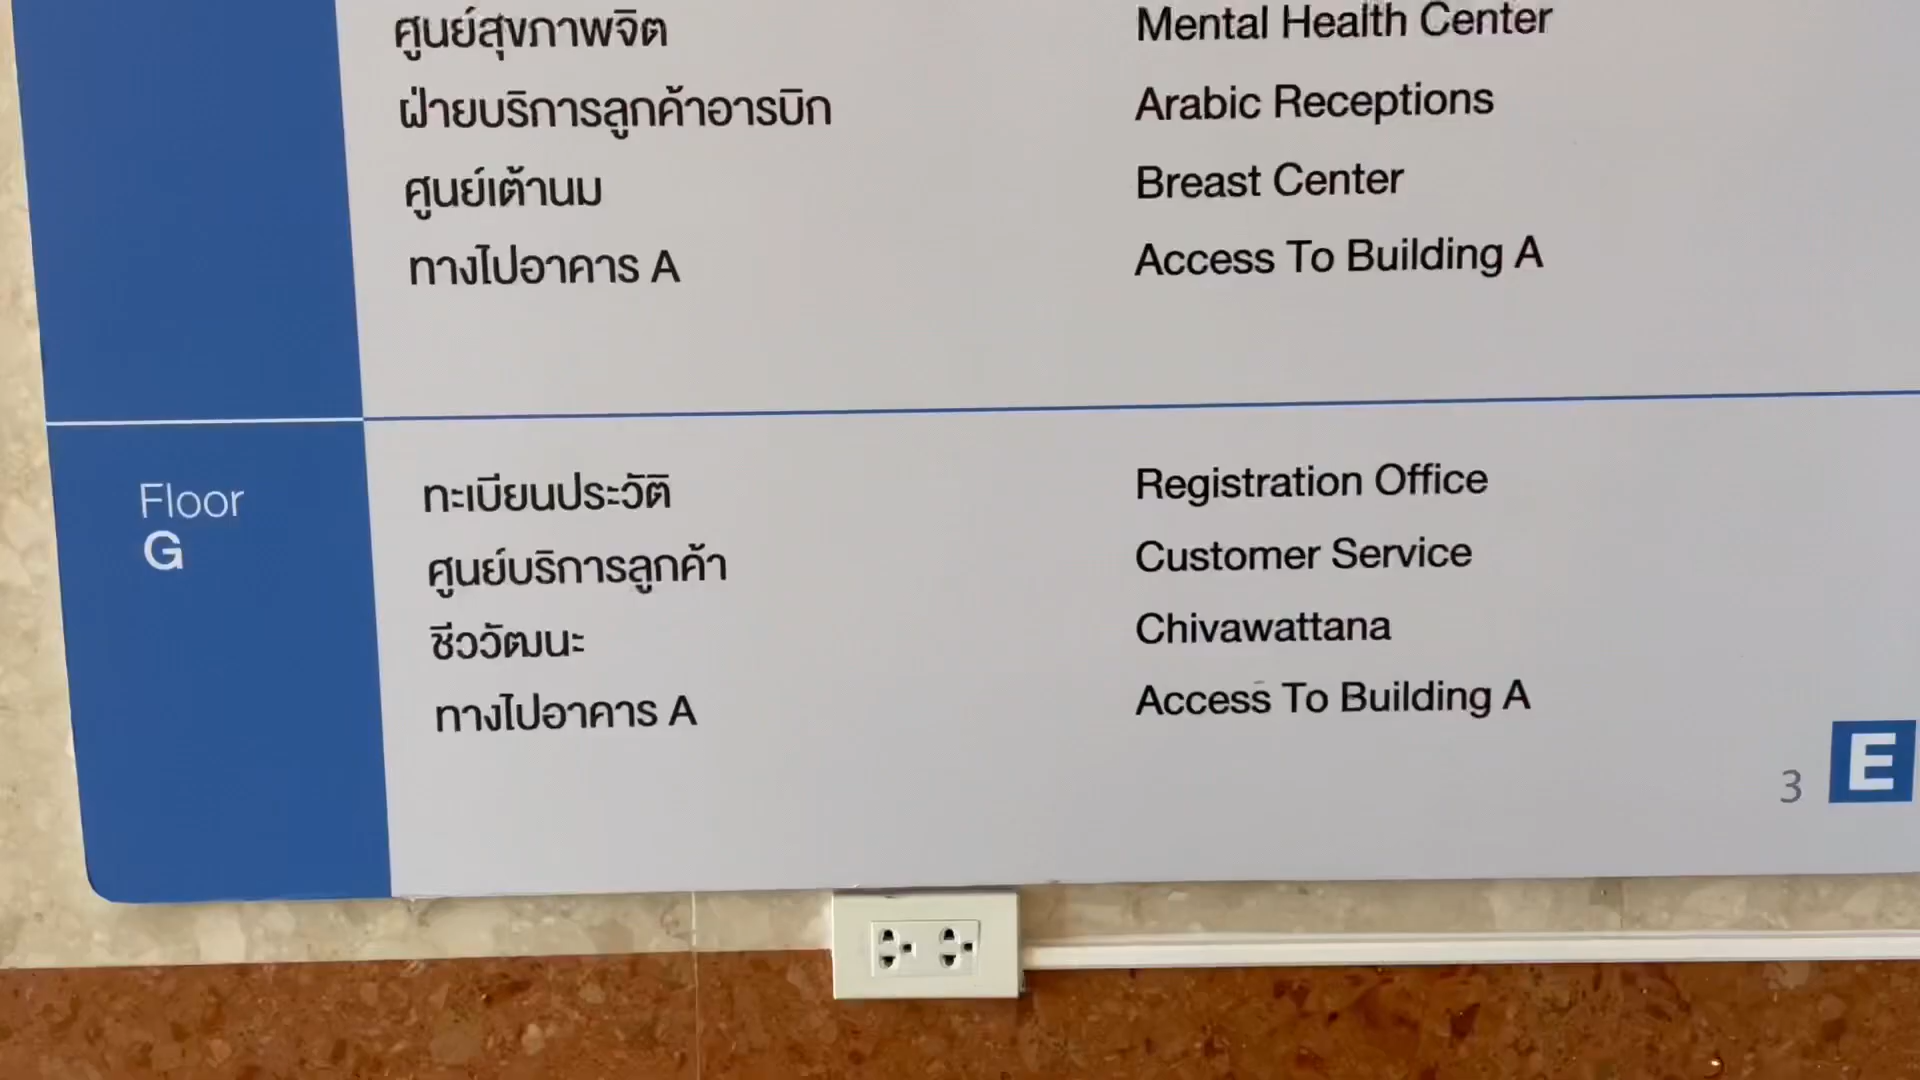 ศูนย์สุขภาพจิต Mental Health Center
ฝ่ายบริการลูกค้าอารบิก Arabic Receptions
ศูนย์เต้านม Breast Center
ทางไปอาคาร A Access To Building A
Floor
G
ทะเบียนประวัติ Registration Office
ศูนย์บริการลูกค้า Customer Service
ชีววัฒนะ Chivawattana
ทางไปอาคาร A Access To Building A
3 E